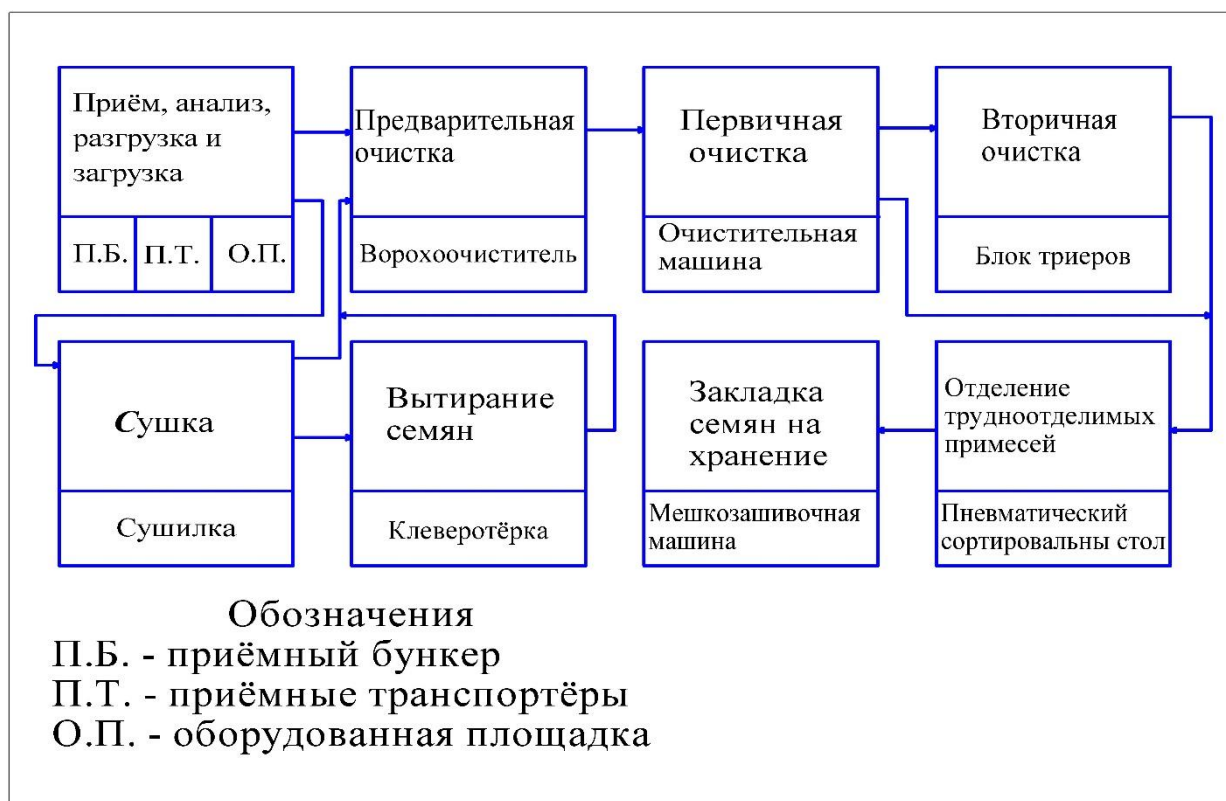 Приём, анализ,
разгрузка и
загрузка
П.Б.
П.Т.
О.П.
Предварительная
очистка
Ворохоочиститель
Первичная
очистка
Очистительная
машина
Вторичная
очистка
Блок триеров
Сушка
Сушилка
Вытирание
семян
Клеверотёрка
Закладка
семян на
хранение
Мешкозашивочная
машина
Отделение
трудноотделимых
примесей
Пневматический
сортировальны стол
Обозначения
П.Б. - приёмный бункер
П.Т. - приёмные транспортёры
О.П. - оборудованная площадка